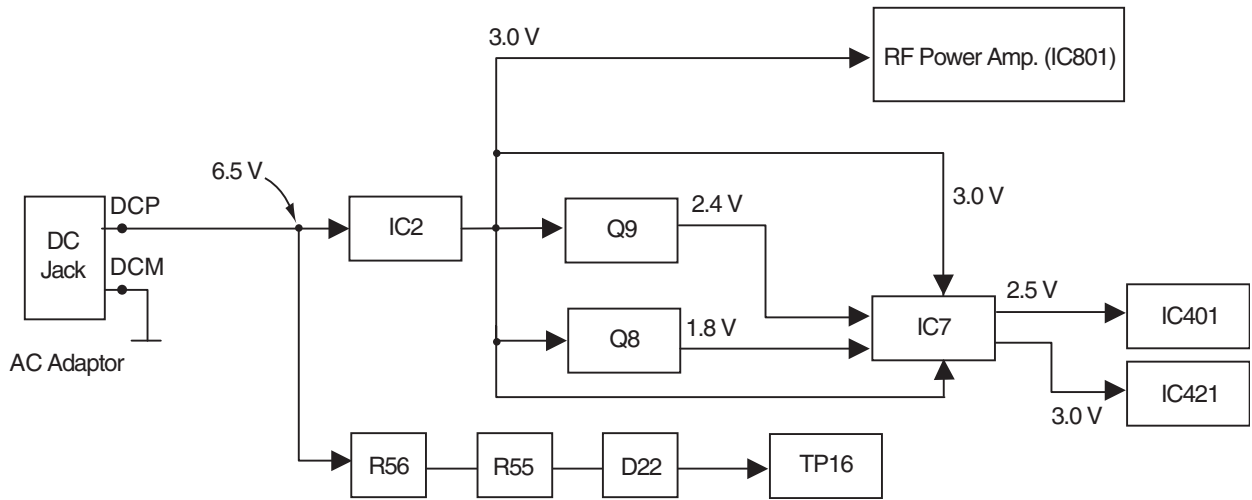 3.0 V
RF Power Amp. (IC801)
6.5 V
DCP
DC
Jack
DCM
AC Adaptor
IC2
Q9
2.4 V
3.0 V
Q8
1.8 V
IC7
2.5 V
IC401
3.0 V
IC421
R56
R55
D22
TP16